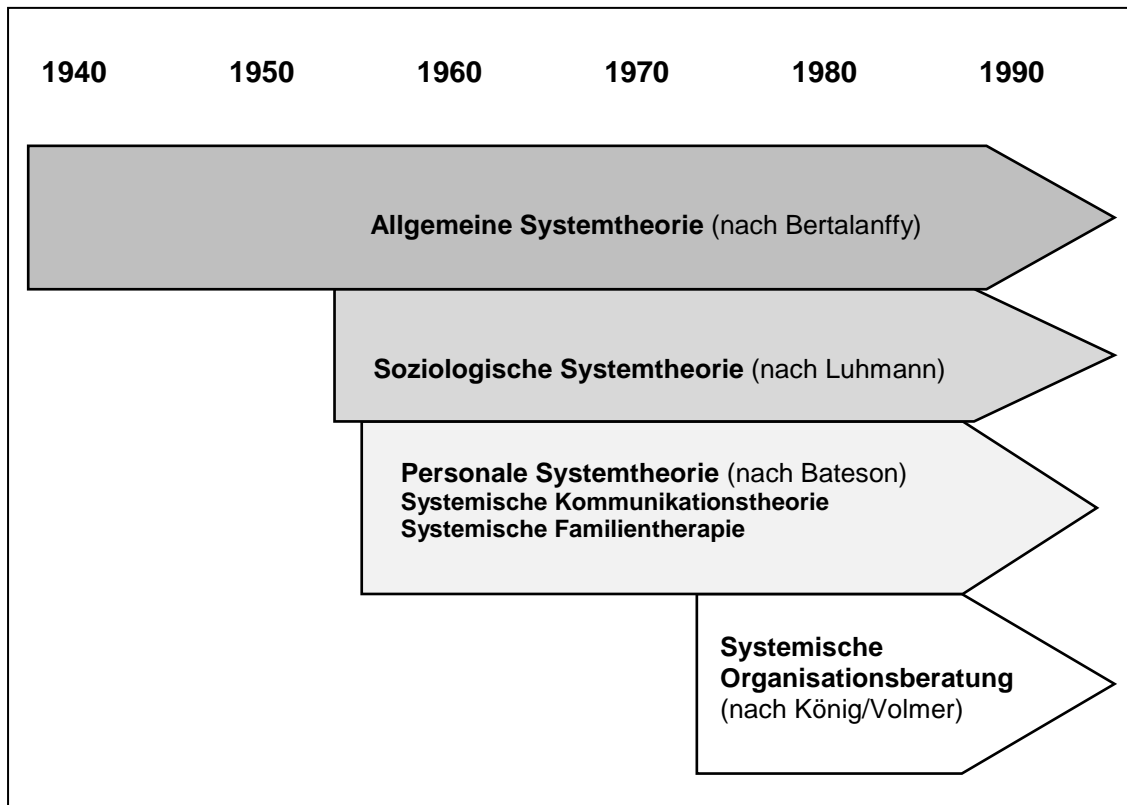 1940 1950 1960 1970 1980 1990
Allgemeine Systemtheorie (nach Bertalanffy)
Soziologische Systemtheorie (nach Luhmann)
Personale Systemtheorie (nach Bateson)
Systemische Kommunikationstheorie
Systemische Familientherapie
Systemische
Organisationsberatung
(nach König/Volmer)